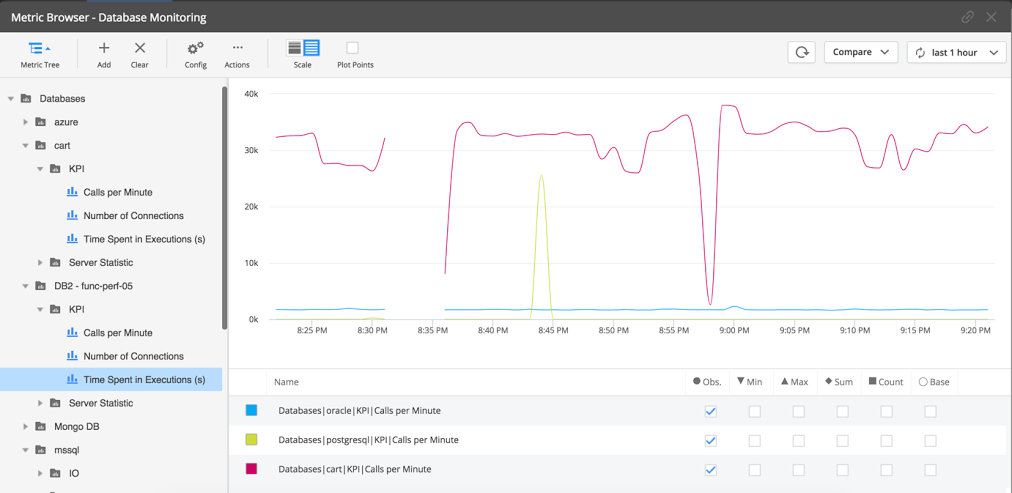 Metric Browser - Database Monitoring
Metric Tree
Add
Clear
Config
Actions
Scale
Plot Points
Compare
last 1 hour
Databases
azure
cart
KPI
Calls per Minute
Number of Connections
Time Spent in Executions (s)
Server Statistic
DB2 - func-perf-05
KPI
Calls per Minute
Number of Connections
Time Spent in Executions (s)
Server Statistic
Mongo DB
mssql
IO
40k
30k
20k
10k
0k
8:25 PM 8:30 PM 8:35 PM 8:40 PM 8:45 PM 8:50 PM 8:55 PM 9:00 PM 9:05 PM 9:10 PM 9:15 PM 9:20 PM
Name Obs. Min Max Sum Count Base
Databases|oracle|KPI|Calls per Minute
Databases|postgresql|KPI|Calls per Minute
Databases|cart|KPI|Calls per Minute